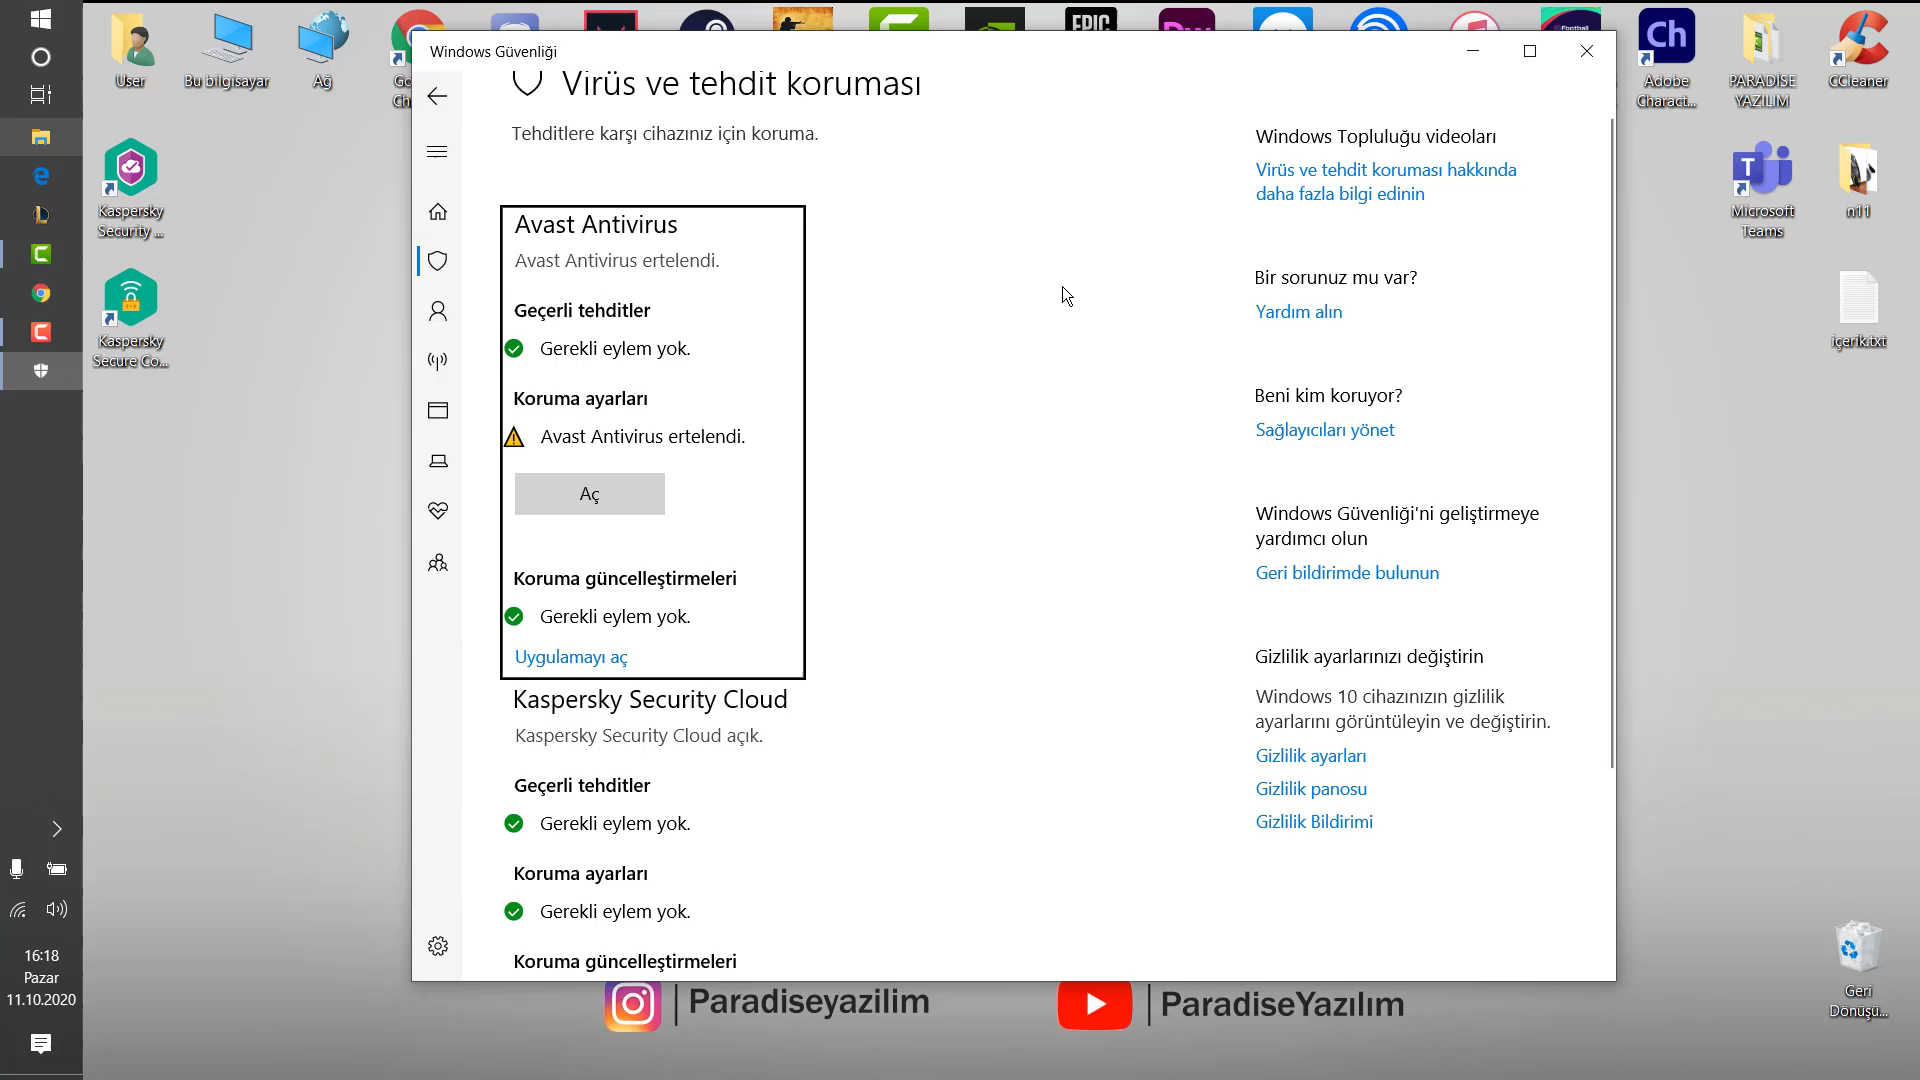 User
Bu bilgisayar
Ağ
Windows Güvenliği
Virüs ve tehdit koruması
Tehditlere karşı cihazınız için koruma.
Avast Antivirus
Avast Antivirus ertelendi.
Geçerli tehditler
Gerekli eylem yok.
Koruma ayarları
Avast Antivirus ertelendi.
Aç
Koruma güncelleştirmeleri
Gerekli eylem yok.
Uygulamayı aç
Kaspersky Security Cloud
Kaspersky Security Cloud açık.
Geçerli tehditler
Gerekli eylem yok.
Koruma ayarları
Gerekli eylem yok.
Koruma güncelleştirmeleri
Windows Topluluğu videoları
Virüs ve tehdit koruması hakkında
daha fazla bilgi edinin
Bir sorunuz mu var?
Yardım alın
Beni kim koruyor?
Sağlayıcıları yönet
Windows Güvenliği'ni geliştirmeye
yardımcı olun
Geri bildirimde bulunun
Gizlilik ayarlarınızı değiştirin
Windows 10 cihazınızın gizlilik
ayarlarını görüntüleyin ve değiştirin.
Gizlilik ayarları
Gizlilik panosu
Gizlilik Bildirimi
Kaspersky
Security ...
Kaspersky
Secure Co...
EPIC
Football
Ch
Adobe
Charact...
PARADİSE
YAZILIM
CCleaner
T
Microsoft
Teams
n11
içerik.txt
Geri
Dönüşü...
16:18
Pazar
11.10.2020
Paradiseyazilim
ParadiseYazılım